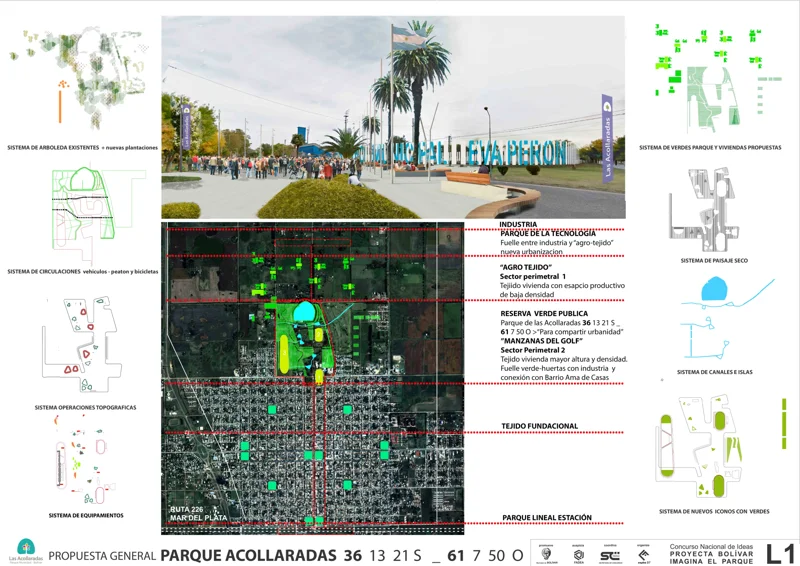 Las Acollaradas
MUNICIPAL EVA PERON
Las Acollaradas
SISTEMA DE ARBOLEDA EXISTENTES + nuevas plantaciones
SISTEMA DE CIRCULACIONES vehiculos - peaton y bicicletas
SISTEMA OPERACIONES TOPOGRAFICAS
SISTEMA DE EQUIPAMIENTOS
INDUSTRIA
PARQUE DE LA TECNOLOGIA
Fuelle entre industria y "agro-tejido"
nueva urbanizacion
"AGRO TEJIDO"
Sector perimetral 1
Tejiido vivienda con esapcio productivo
de baja densidad
RESERVA VERDE PUBLICA
Parque de las Acollaradas 36 13 21 S _
61 7 50 O >"Para compartir urbanidad"
"MANZANAS DEL GOLF"
Sector Perimetral 2
Tejido vivienda mayor altura y densidad.
Fuelle verde-huertas con industria y
conexión con Barrio Ama de Casas
TEJIDO FUNDACIONAL
PARQUE LINEAL ESTACIÓN
RUTA 226
MAR DEL PLATA
SISTEMA DE VERDES PARQUE Y VIVIENDAS PROPUESTAS
SISTEMA DE PAISAJE SECO
SISTEMA DE CANALES E ISLAS
SISTEMA DE NUEVOS ICONOS CON VERDES
Las Acollaradas
PROPUESTA GENERAL PARQUE ACOLLARADAS 36 13 21 S _ 61 7 50 O
Concurso Nacional de Ideas
PROYECTA BOLÍVAR
IMAGINA EL PARQUE
L1